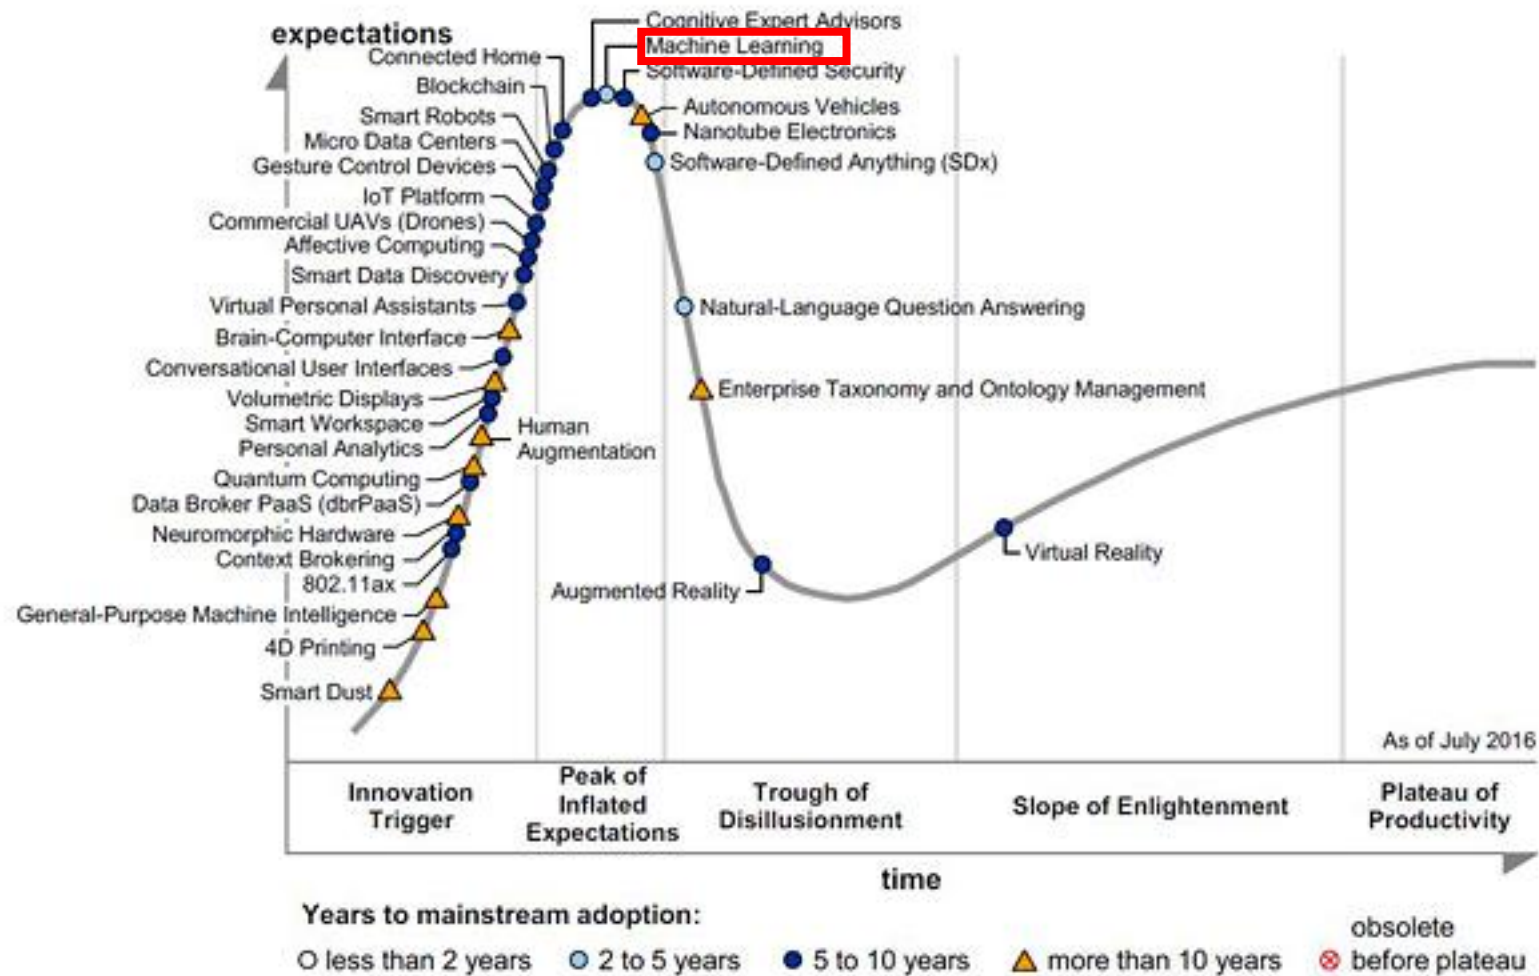 expectations
Cognitive Expert Advisors
Machine Learning
Connected Home
Software-Defined Security
Blockchain
Autonomous Vehicles
Smart Robots
Nanotube Electronics
Micro Data Centers
Software-Defined Anything (SDx)
Gesture Control Devices
IoT Platform
Commercial UAVs (Drones)
Affective Computing
Smart Data Discovery
Virtual Personal Assistants
Natural-Language Question Answering
Brain-Computer Interface
Conversational User Interfaces
Enterprise Taxonomy and Ontology Management
Volumetric Displays
Smart Workspace
Human
Augmentation
Personal Analytics
Quantum Computing
Data Broker PaaS (dbrPaaS)
Neuromorphic Hardware
Context Brokering
Virtual Reality
802.11ax
Augmented Reality
General-Purpose Machine Intelligence
4D Printing
Smart Dust
As of July 2016
Innovation
Trigger
Peak of
Inflated
Expectations
Trough of
Disillusionment
Slope of Enlightenment
Plateau of
Productivity
time
Years to mainstream adoption:
less than 2 years
2 to 5 years
5 to 10 years
more than 10 years
obsolete
before plateau